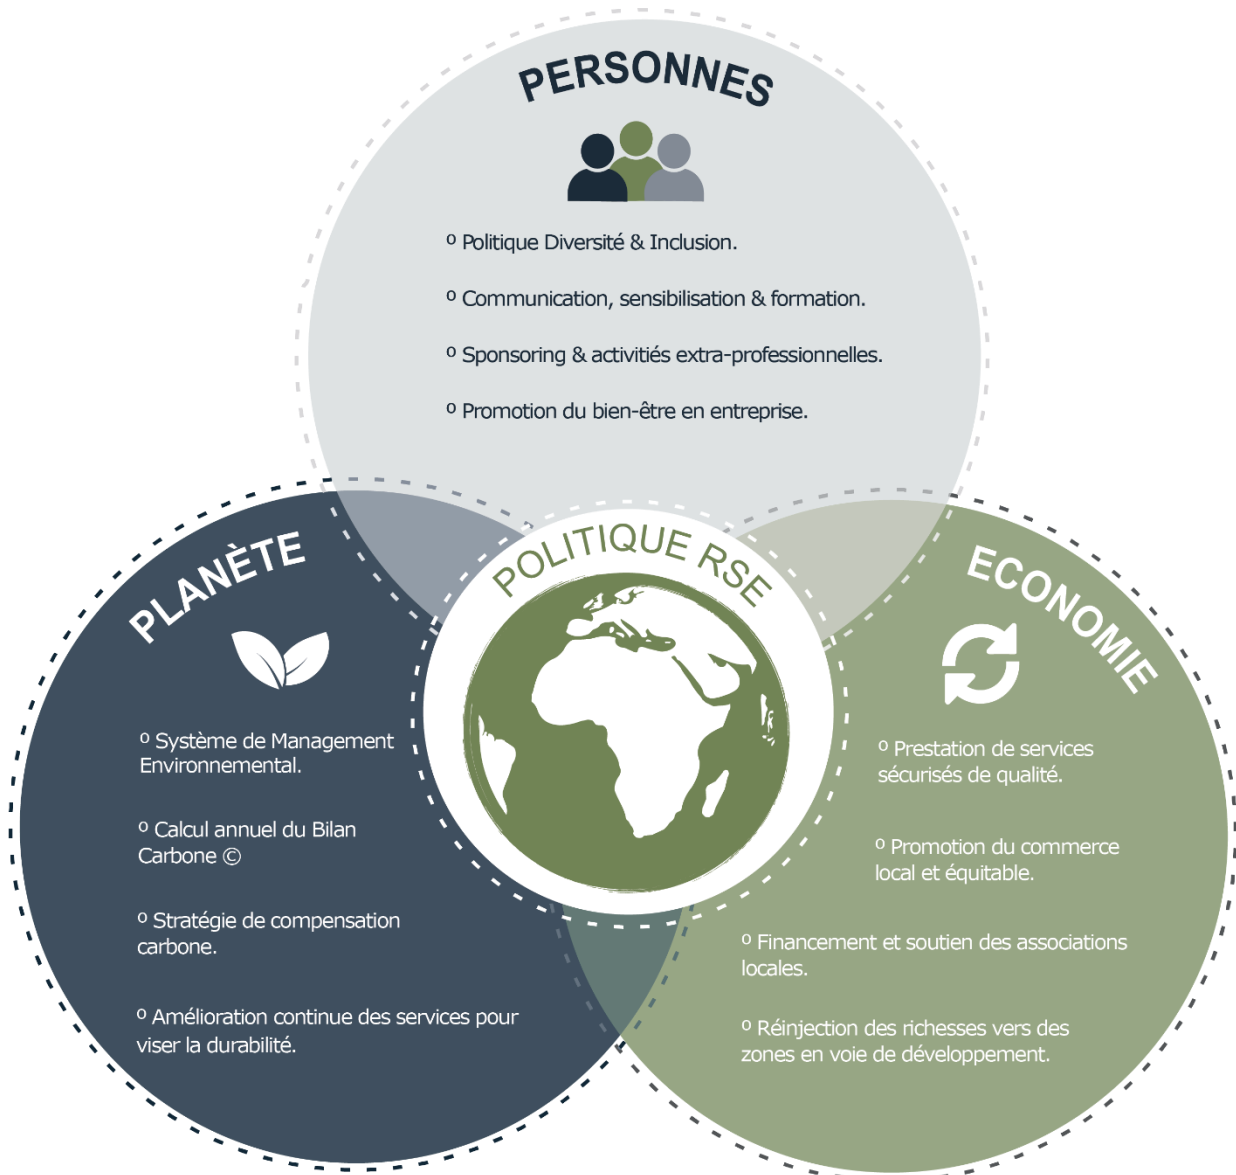 PERSONNES
º Politique Diversité & Inclusion.
º Communication, sensibilisation & formation.
º Sponsoring & activitiés extra-professionnelles.
º Promotion du bien-être en entreprise.
POLITIQUE RSE
PLANÈTE
º Système de Management
Environnemental.
º Calcul annuel du Bilan
Carbone ©
º Stratégie de compensation
carbone.
º Amélioration continue des services pour
viser la durabilité.
ECONOMIE
º Prestation de services
sécurisés de qualité.
º Promotion du commerce
local et équitable.
º Financement et soutien des associations
locales.
º Réinjection des richesses vers des
zones en voie de développement.